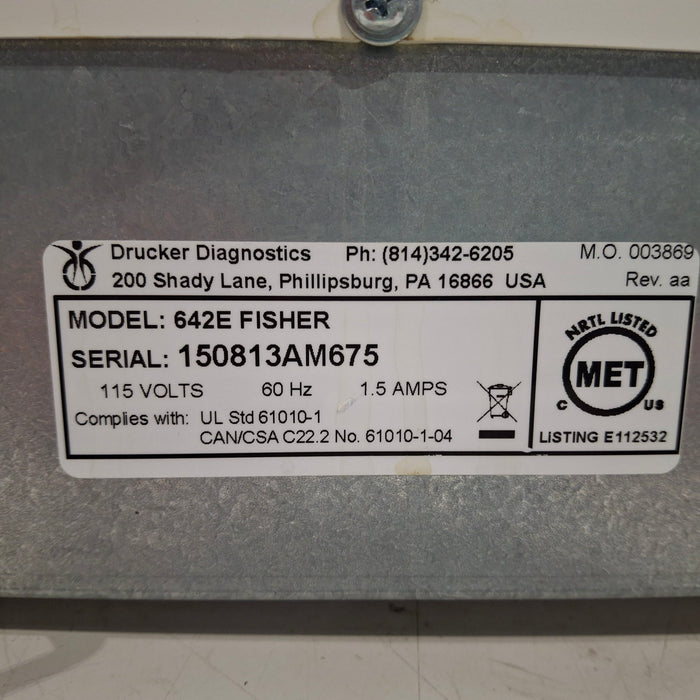 Drucker Diagnostics Ph: (814)342-6205 M.O. 003869
200 Shady Lane, Phillipsburg, PA 16866 USA Rev. aa
MODEL: 642E FISHER
SERIAL: 150813AM675
115 VOLTS 60 Hz 1.5 AMPS
Complies with: UL Std 61010-1
CAN/CSA C22.2 No. 61010-1-04
NRTL LISTED
MET
C US
LISTING E112532